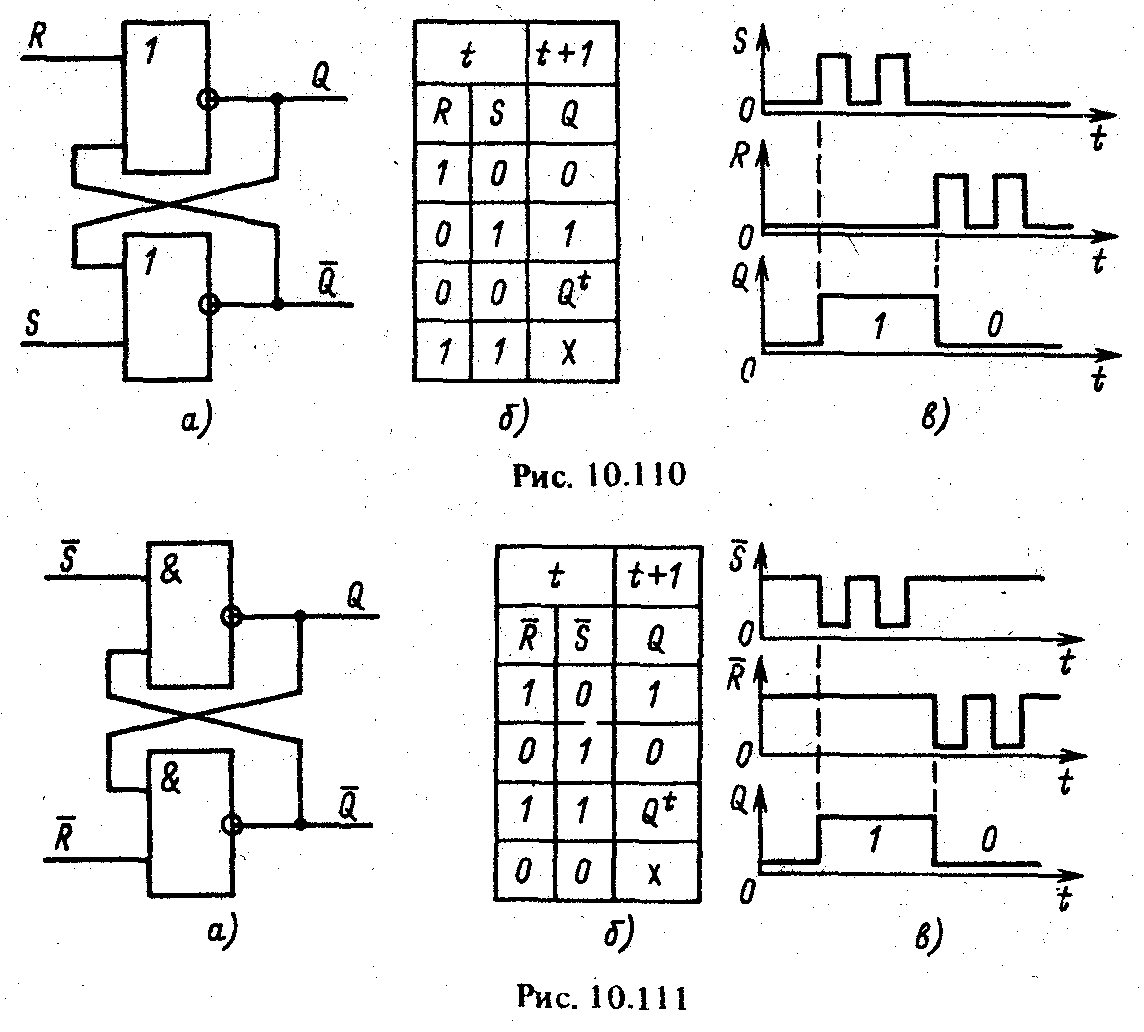 R
1
Q
1
Q̅
S
а)
t t+1
R S Q
1 0 0
0 1 1
0 0 Qᵗ
1 1 x
б)
S
0
t
R
0
t
Q
1 0
0
t
в)
Рис. 10.110
S̅
&
Q
&
Q̅
R̅
а)
t t+1
R̅ S̅ Q
1 0 1
0 1 0
1 1 Qᵗ
0 0 x
б)
S̅
0
t
R̅
0
t
Q
1 0
0
t
в)
Рис. 10.111